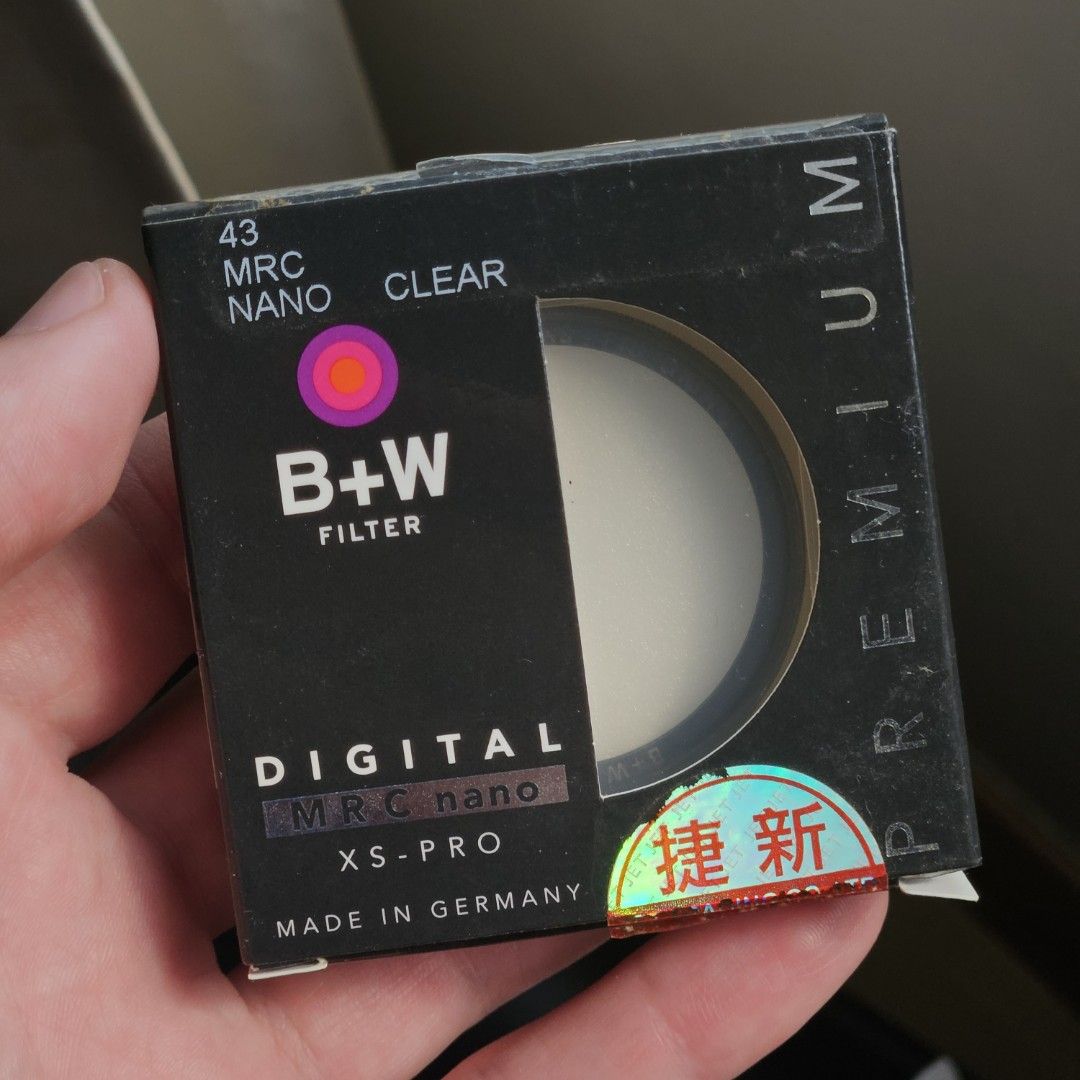 43
MRC
NANO CLEAR
B+W
FILTER
DIGITAL
MRC nano
XS-PRO
MADE IN GERMANY
PREMIUM
B+W
捷新